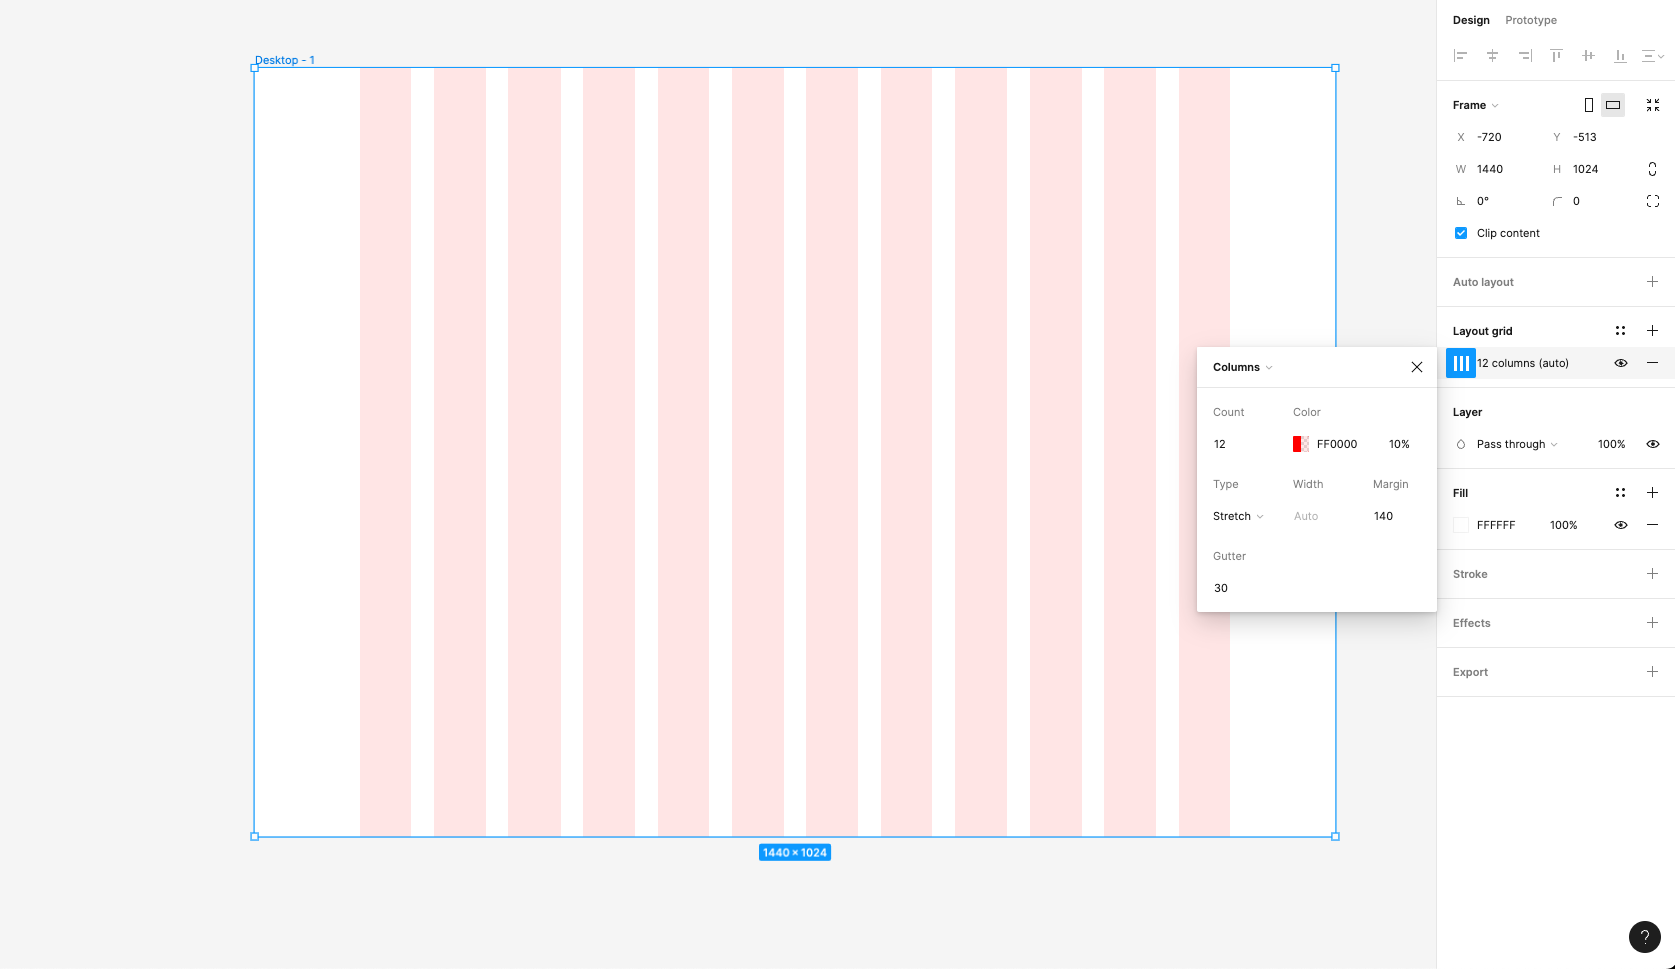 Desktop - 1
1440 × 1024
Design Prototype
Frame
X -720 Y -513
W 1440 H 1024
0° 0
Clip content
Auto layout
Layout grid
12 columns (auto)
Columns
Count Color
12 FF0000 10%
Type Width Margin
Stretch Auto 140
Gutter
30
Layer
Pass through 100%
Fill
FFFFFF 100%
Stroke
Effects
Export
?